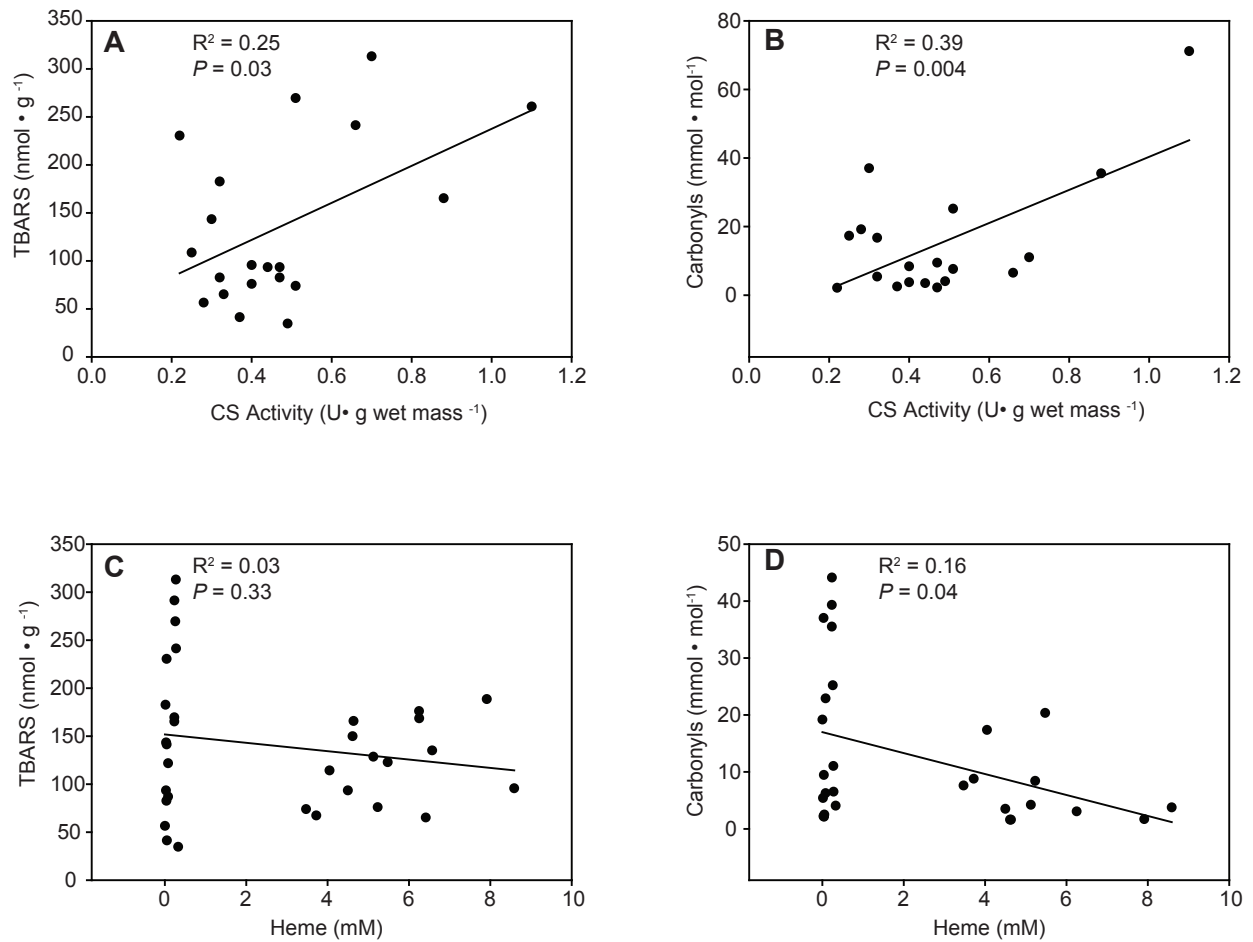 A
R² = 0.25
P = 0.03
350
300
250
200
150
100
50
0
TBARS (nmol • g -1)
0.0 0.2 0.4 0.6 0.8 1.0 1.2
CS Activity (U• g wet mass -1)
B
R² = 0.39
P = 0.004
80
60
40
20
0
Carbonyls (mmol • mol-1)
0.0 0.2 0.4 0.6 0.8 1.0 1.2
CS Activity (U• g wet mass -1)
C
R² = 0.03
P = 0.33
350
300
250
200
150
100
50
0
TBARS (nmol • g -1)
0 2 4 6 8 10
Heme (mM)
D
R² = 0.16
P = 0.04
50
40
30
20
10
0
Carbonyls (mmol • mol-1)
0 2 4 6 8 10
Heme (mM)